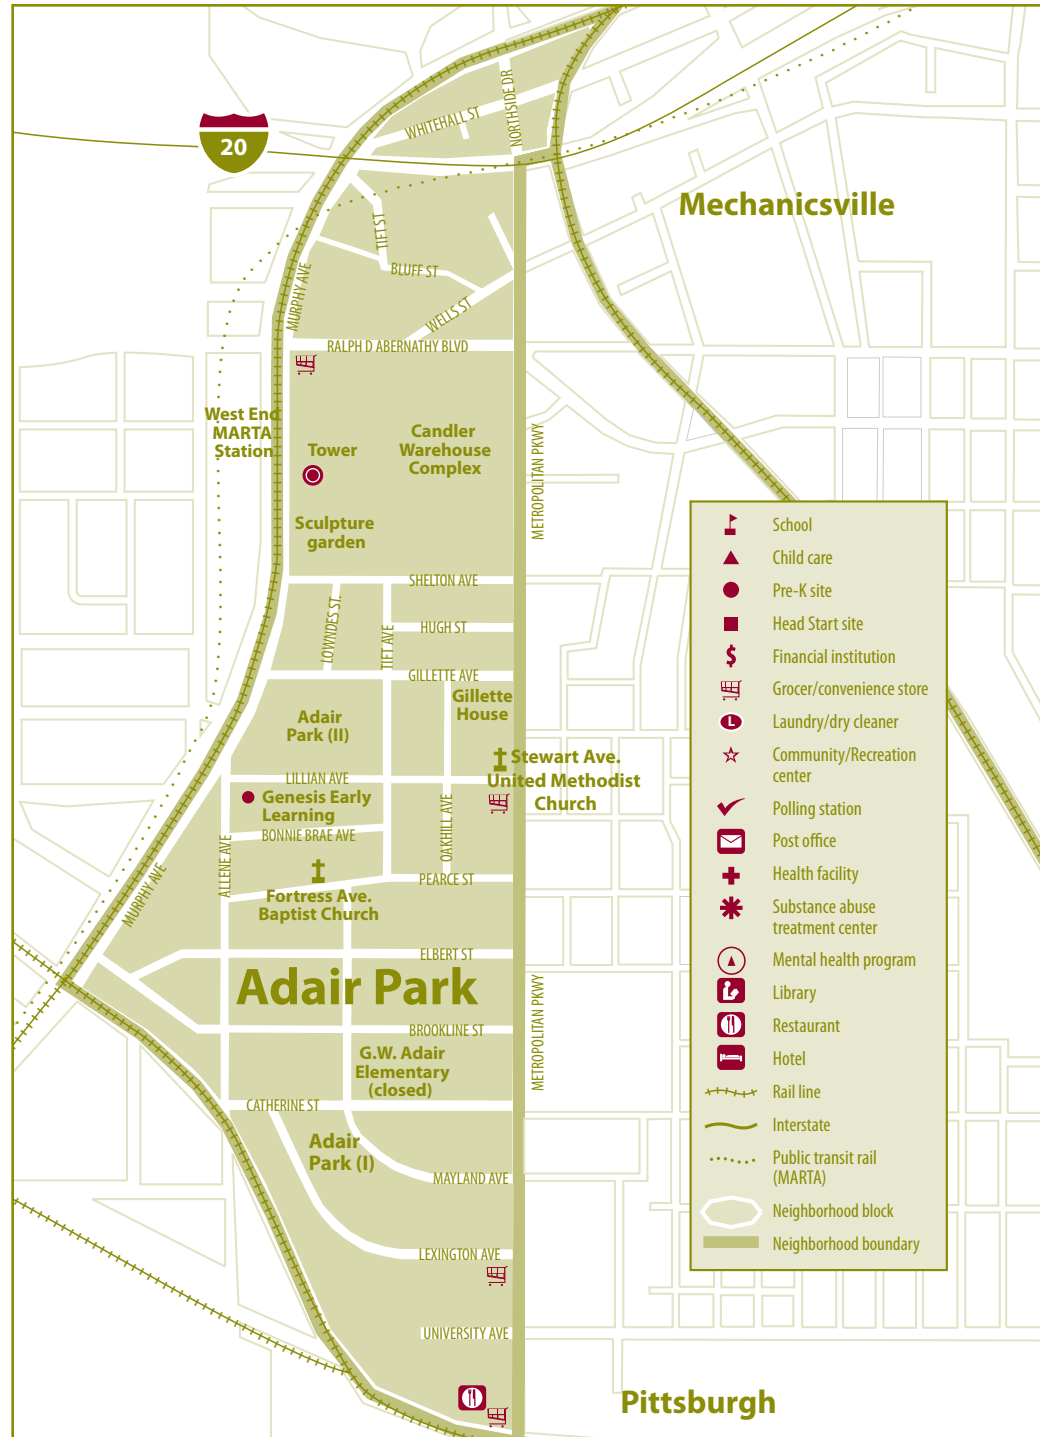 WHITEHALL ST
NORTHSIDE DR
20
Mechanicsville
TIFT ST
BLUFF ST
MURPHY AVE
WELLS ST
RALPH D ABERNATHY BLVD
West End
MARTA
Station
Tower
Candler
Warehouse
Complex
METROPOLITAN PKWY
Sculpture
garden
SHELTON AVE
LOWNDES ST.
TIFT AVE
HUGH ST
GILLETTE AVE
Gillette
House
Adair
Park (II)
Stewart Ave.
United Methodist
Church
LILLIAN AVE
Genesis Early
Learning
BONNIE BRAE AVE
OAKHILL AVE
ALLENE AVE
MURPHY AVE
PEARCE ST
Fortress Ave.
Baptist Church
ELBERT ST
Adair Park
METROPOLITAN PKWY
BROOKLINE ST
G.W. Adair
Elementary
(closed)
CATHERINE ST
Adair
Park (I)
MAYLAND AVE
LEXINGTON AVE
UNIVERSITY AVE
Pittsburgh
School
Child care
Pre-K site
Head Start site
$ Financial institution
Grocer/convenience store
L Laundry/dry cleaner
Community/Recreation
center
Polling station
Post office
Health facility
Substance abuse
treatment center
Mental health program
Library
Restaurant
Hotel
Rail line
Interstate
Public transit rail
(MARTA)
Neighborhood block
Neighborhood boundary